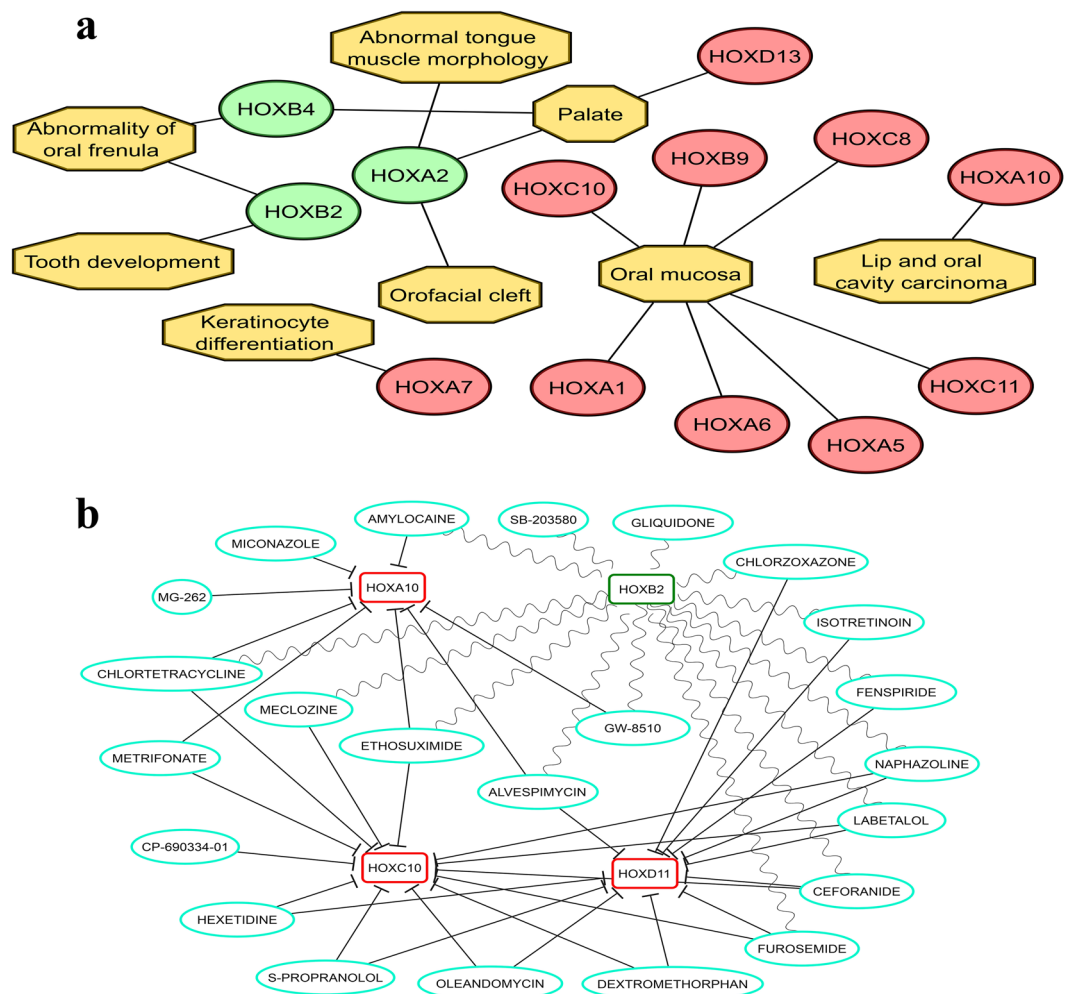 a
Abnormal tongue
muscle morphology
HOXD13
HOXB4
Palate
Abnormality of
oral frenula
HOXC8
HOXB9
HOXA2
HOXC10
HOXA10
HOXB2
Tooth development
Oral mucosa
Lip and oral
cavity carcinoma
Orofacial cleft
Keratinocyte
differentiation
HOXA7
HOXA1
HOXC11
HOXA6
HOXA5
b
AMYLOCAINE
SB-203580
GLIQUIDONE
MICONAZOLE
CHLORZOXAZONE
HOXA10
HOXB2
MG-262
ISOTRETINOIN
CHLORTETRACYCLINE
FENSPIRIDE
MECLOZINE
GW-8510
ETHOSUXIMIDE
METRIFONATE
NAPHAZOLINE
ALVESPIMYCIN
LABETALOL
CP-690334-01
HOXC10
HOXD11
CEFORANIDE
HEXETIDINE
FUROSEMIDE
S-PROPRANOLOL
OLEANDOMYCIN
DEXTROMETHORPHAN